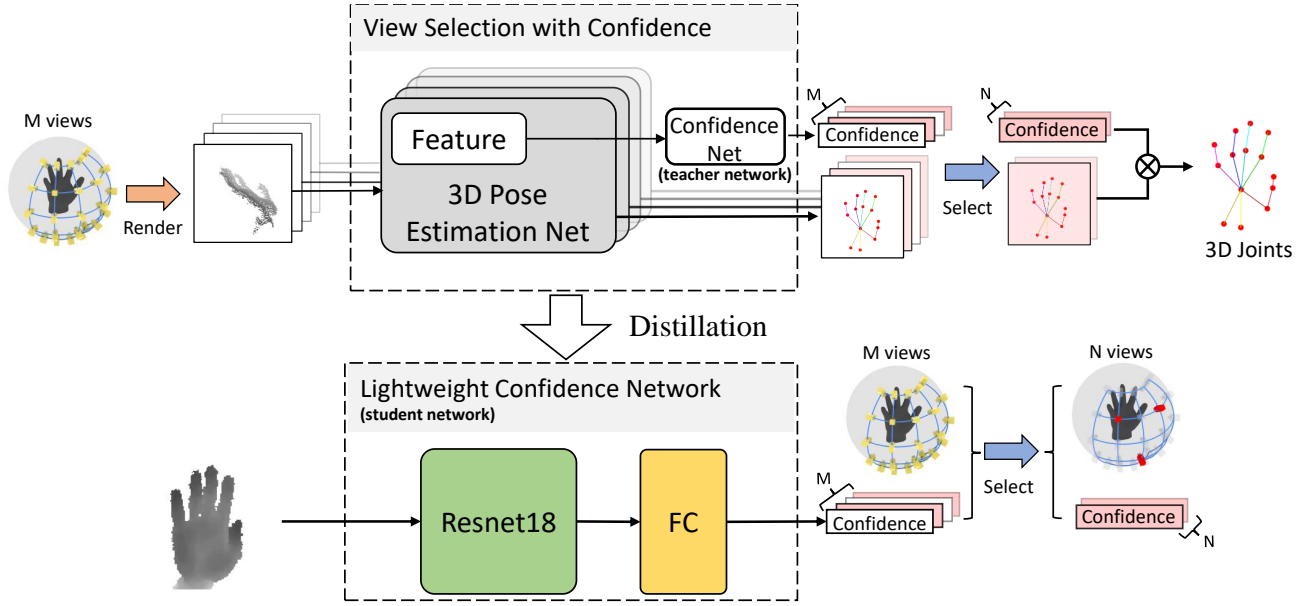 View Selection with Confidence
M views
Render
Feature
3D Pose
Estimation Net
Confidence
Net
(teacher network)
M
Confidence
Select
N
Confidence
3D Joints
Distillation
Lightweight Confidence Network
(student network)
Resnet18
FC
M views
M
Confidence
Select
N views
Confidence
N